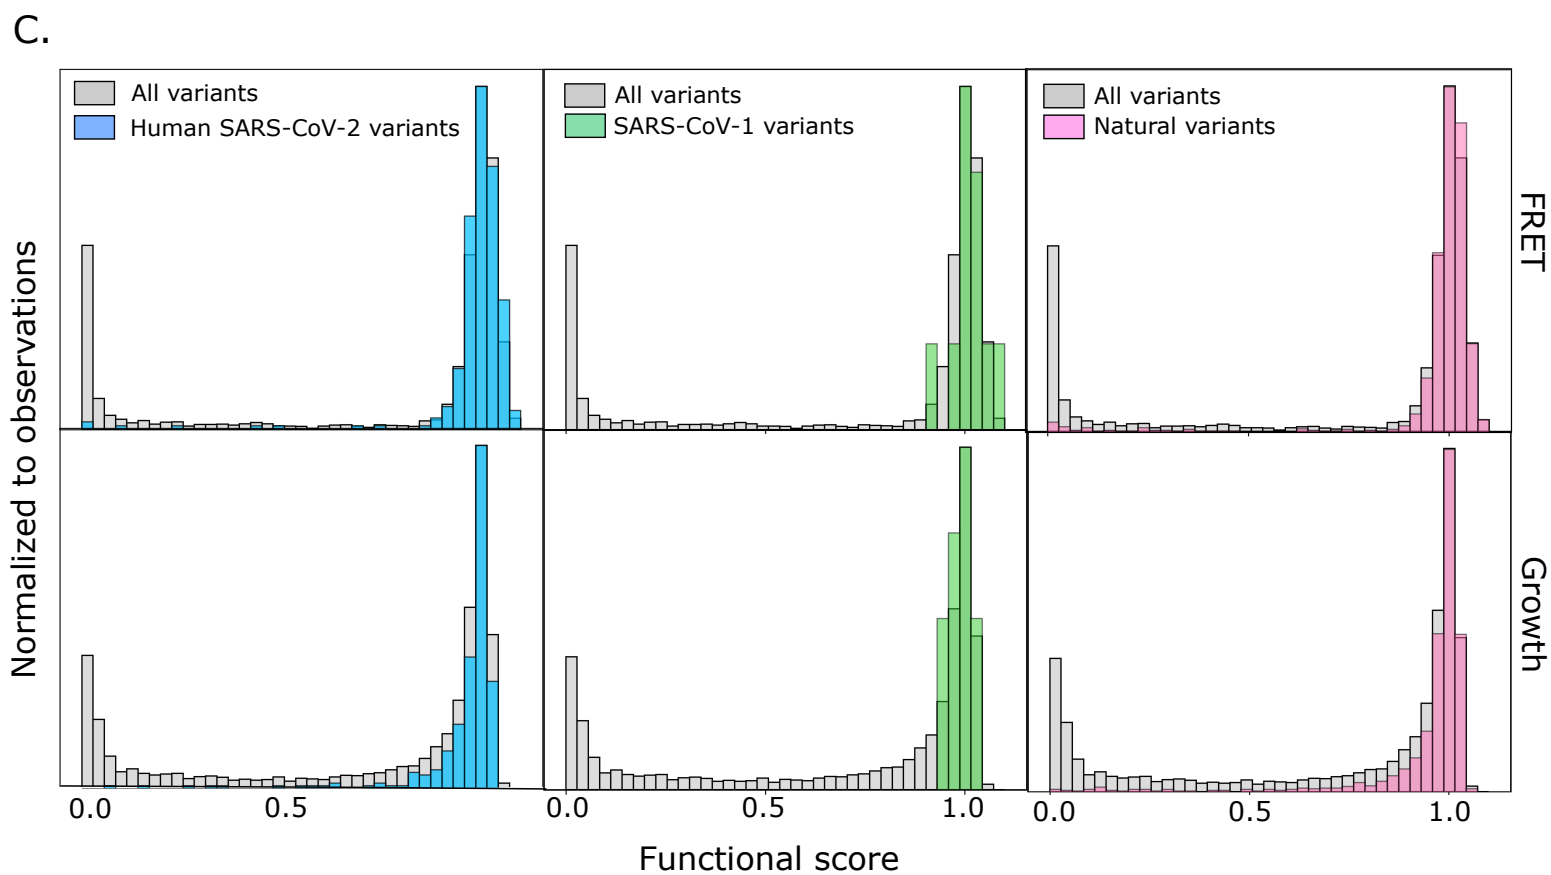 C.
All variants
Human SARS-CoV-2 variants
All variants
SARS-CoV-1 variants
All variants
Natural variants
FRET
Growth
Normalized to observations
0.0 0.5
0.0 0.5 1.0
0.0 0.5 1.0
Functional score